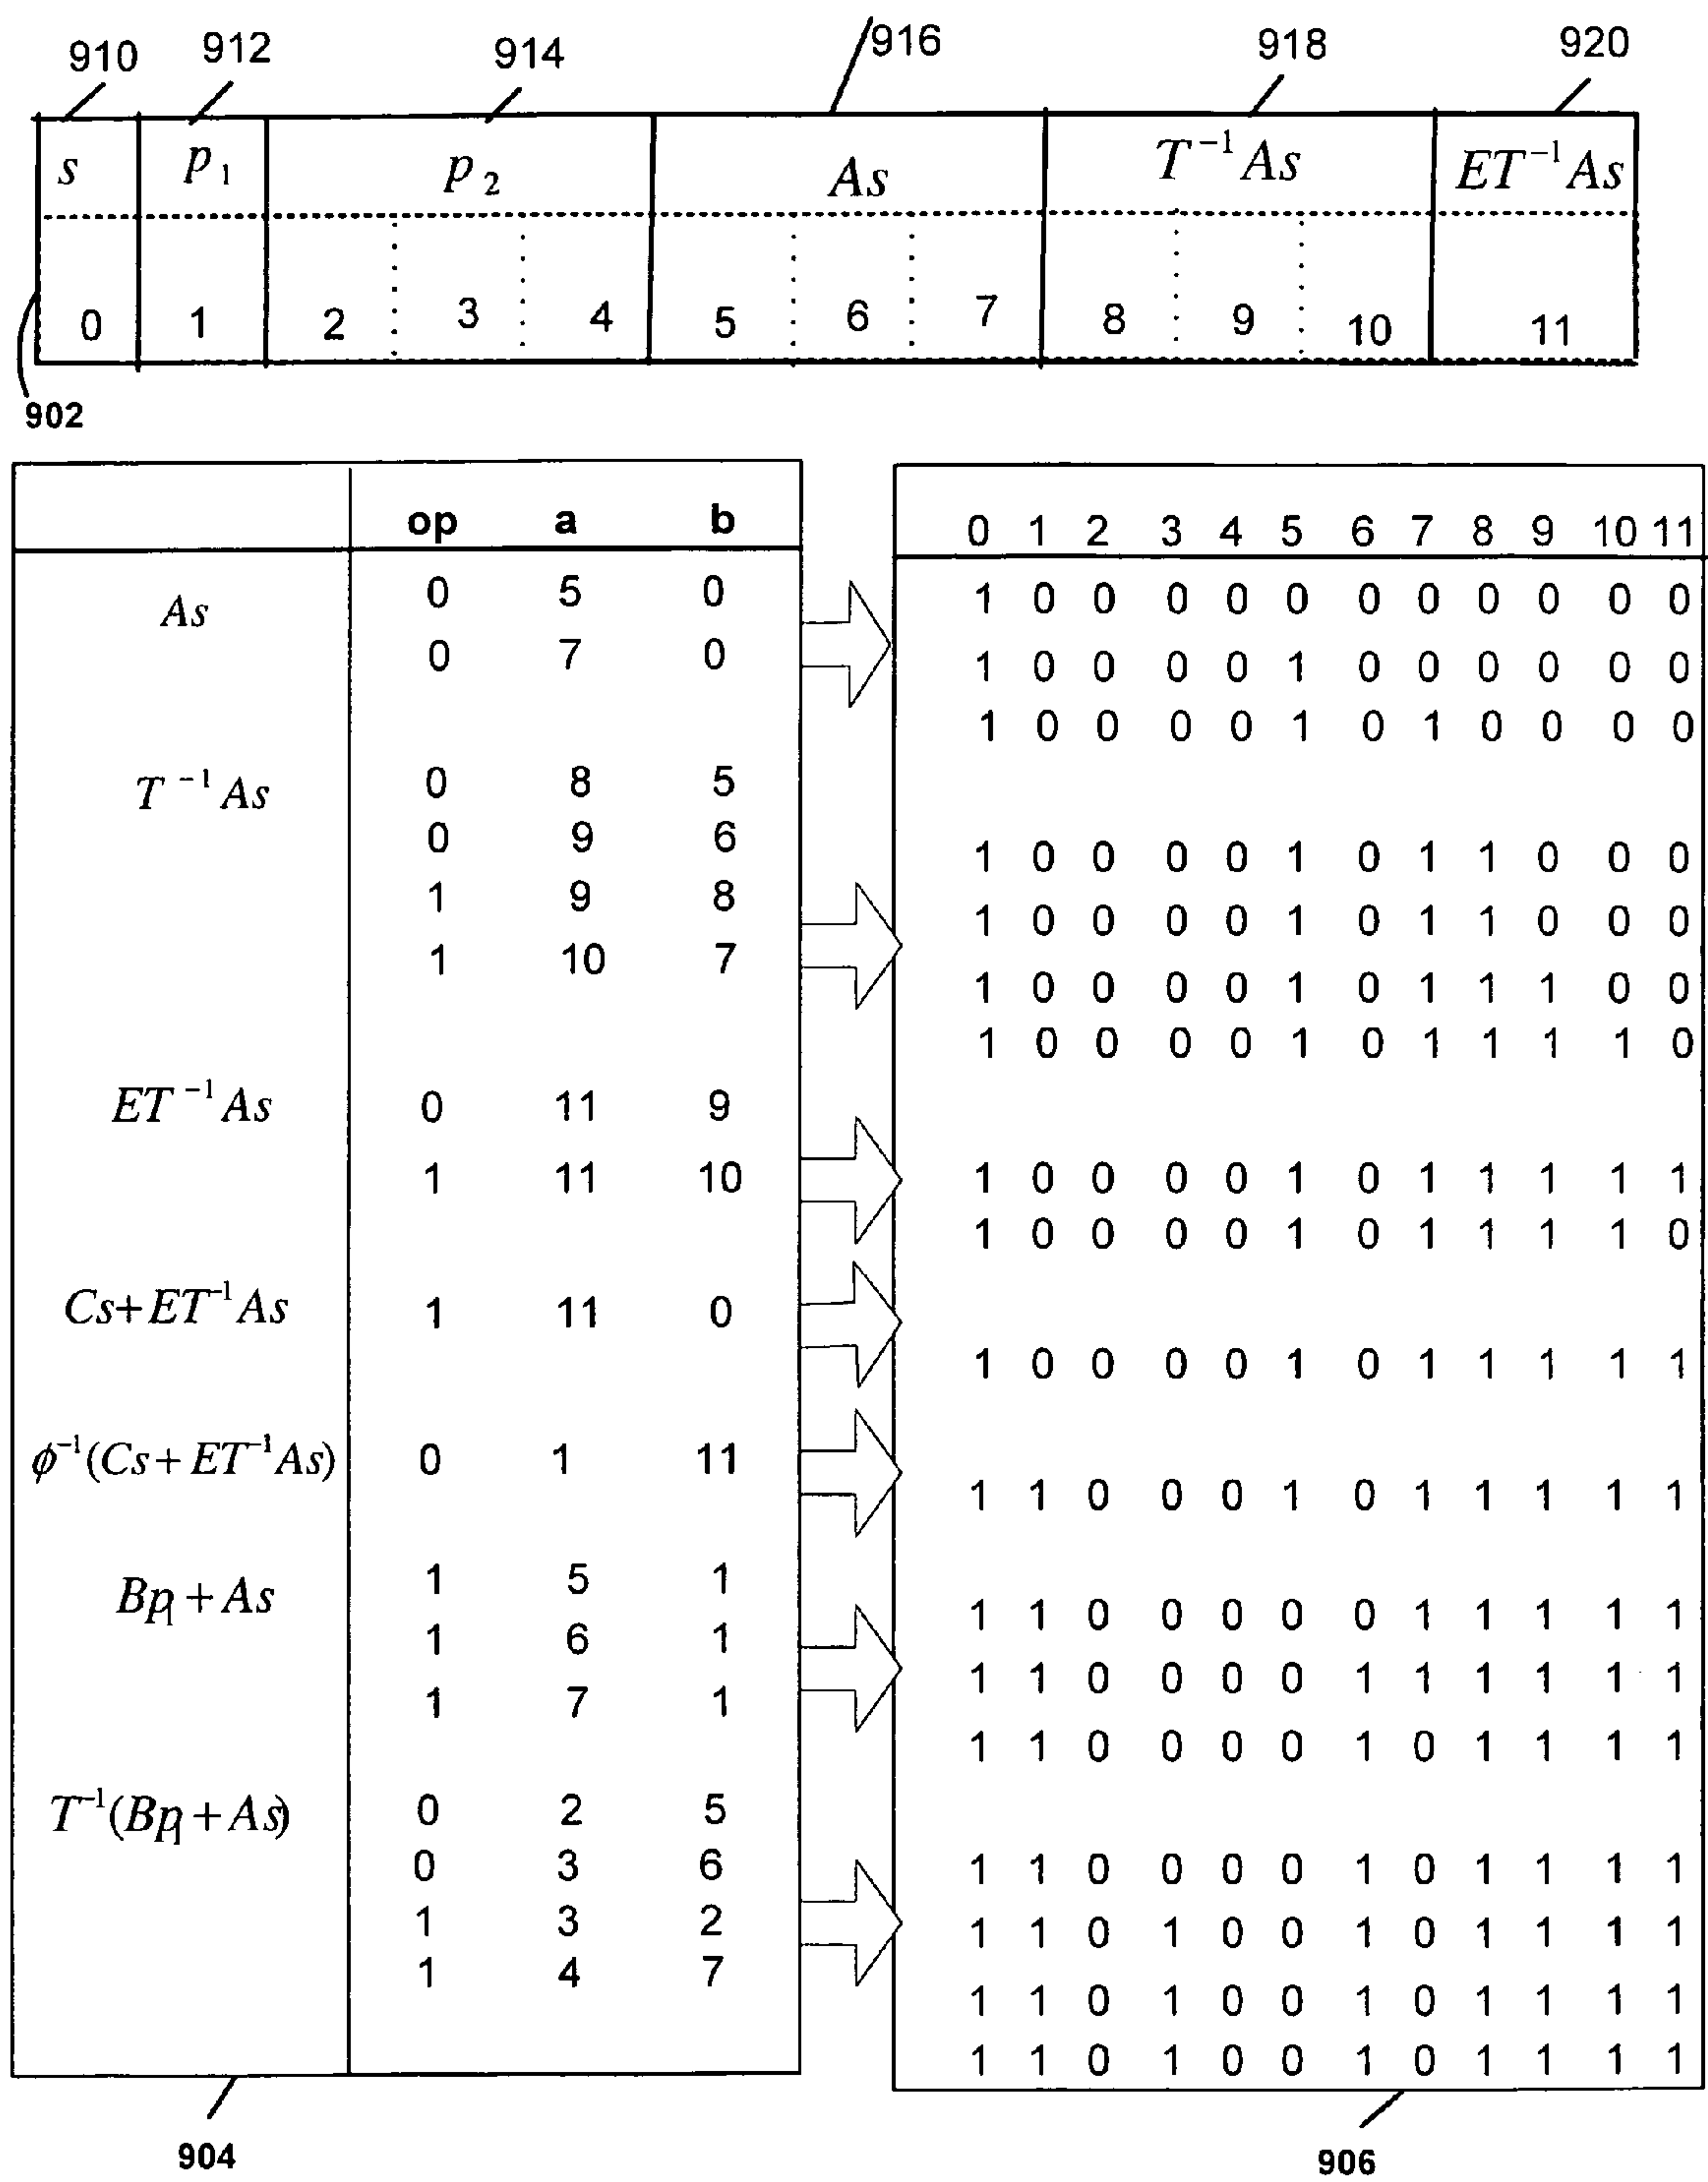 910 912 914 916 918 920
s p₁ p₂ As T⁻¹As ET⁻¹As
0 1 2 3 4 5 6 7 8 9 10 11
902
op a b
0 1 2 3 4 5 6 7 8 9 10 11
As 0 5 0
0 7 0
1 0 0 0 0 0 0 0 0 0 0 0
1 0 0 0 0 1 0 0 0 0 0 0
1 0 0 0 0 1 0 1 0 0 0 0
T⁻¹As 0 8 5
0 9 6
1 9 8
1 10 7
1 0 0 0 0 1 0 1 1 0 0 0
1 0 0 0 0 1 0 1 1 0 0 0
1 0 0 0 0 1 0 1 1 1 0 0
1 0 0 0 0 1 0 1 1 1 1 0
ET⁻¹As 0 11 9
1 11 10
1 0 0 0 0 1 0 1 1 1 1 1
1 0 0 0 0 1 0 1 1 1 1 0
Cs+ET⁻¹As 1 11 0
1 0 0 0 0 1 0 1 1 1 1 1
ϕ⁻¹(Cs+ET⁻¹As) 0 1 11
1 1 0 0 0 1 0 1 1 1 1 1
Bp₁+As 1 5 1
1 6 1
1 7 1
1 1 0 0 0 0 0 1 1 1 1 1
1 1 0 0 0 0 1 1 1 1 1 1
1 1 0 0 0 0 1 0 1 1 1 1
T⁻¹(Bp₁+As) 0 2 5
0 3 6
1 3 2
1 4 7
1 1 0 0 0 0 1 0 1 1 1 1
1 1 0 1 0 0 1 0 1 1 1 1
1 1 0 1 0 0 1 0 1 1 1 1
1 1 0 1 0 0 1 0 1 1 1 1
904 906